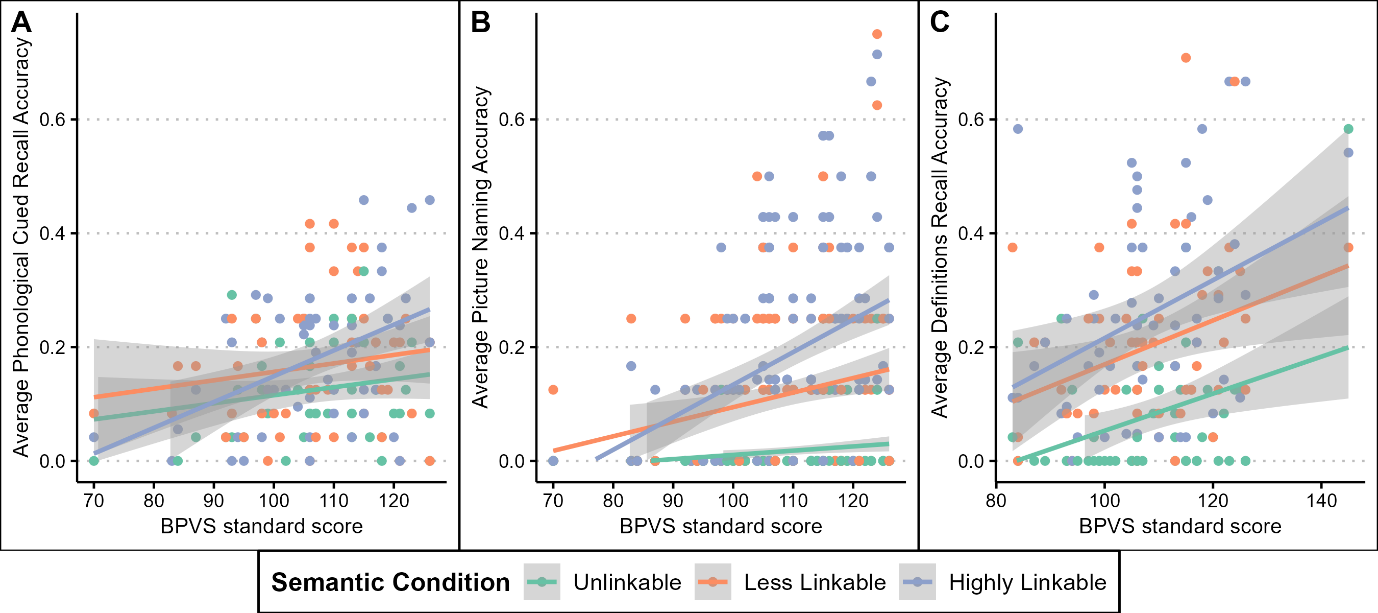 A
Average Phonological Cued Recall Accuracy
0.6
0.4
0.2
0.0
70 80 90 100 110 120
BPVS standard score
B
Average Picture Naming Accuracy
0.6
0.4
0.2
0.0
70 80 90 100 110 120
BPVS standard score
C
Average Definitions Recall Accuracy
0.6
0.4
0.2
0.0
80 100 120 140
BPVS standard score
Semantic Condition Unlinkable Less Linkable Highly Linkable